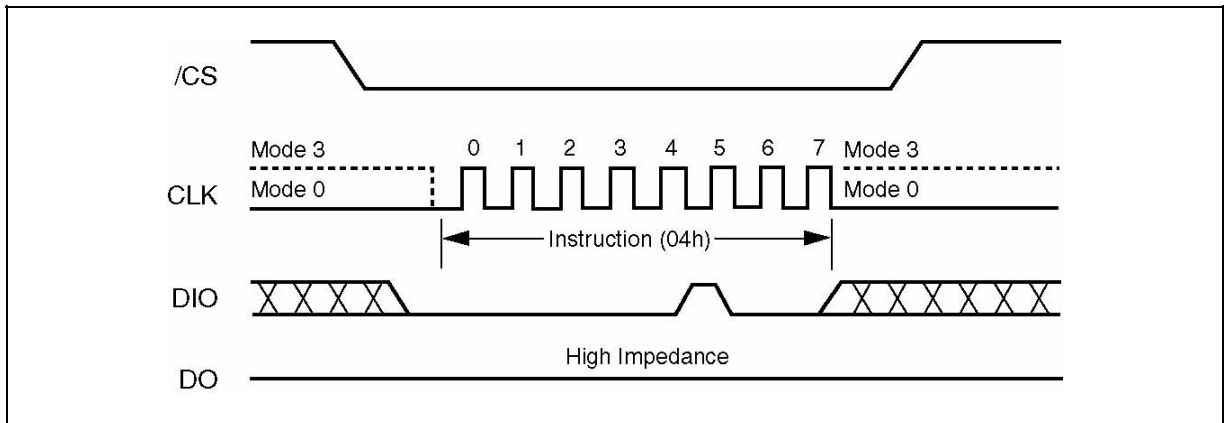 /CS
Mode 3 0 1 2 3 4 5 6 7 Mode 3
CLK Mode 0 Mode 0
Instruction (04h)
DIO
High Impedance
DO